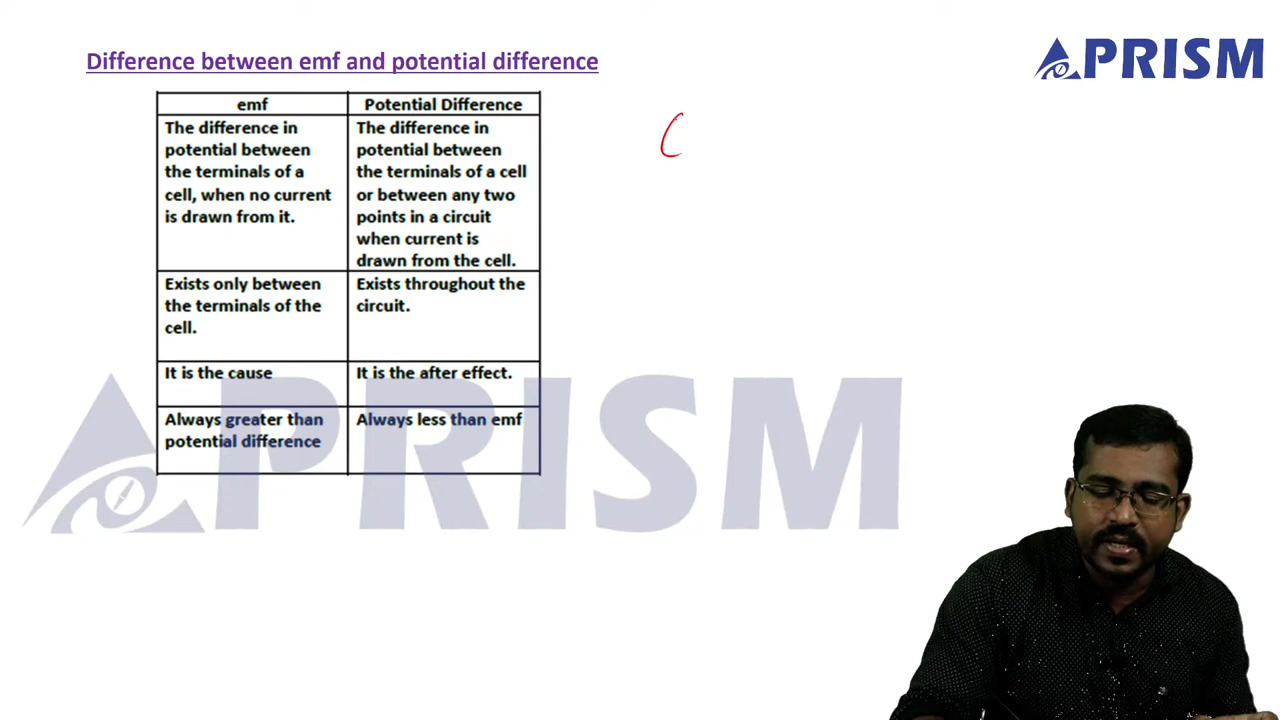 PRISM
Difference between emf and potential difference
emf
Potential Difference
The difference in
potential between
the terminals of a
cell, when no current
is drawn from it.
The difference in
potential between
the terminals of a cell
or between any two
points in a circuit
when current is
drawn from the cell.
Exists only between
the terminals of the
cell.
Exists throughout the
circuit.
It is the cause
It is the after effect.
Always greater than
potential difference
Always less than emf
PRISM